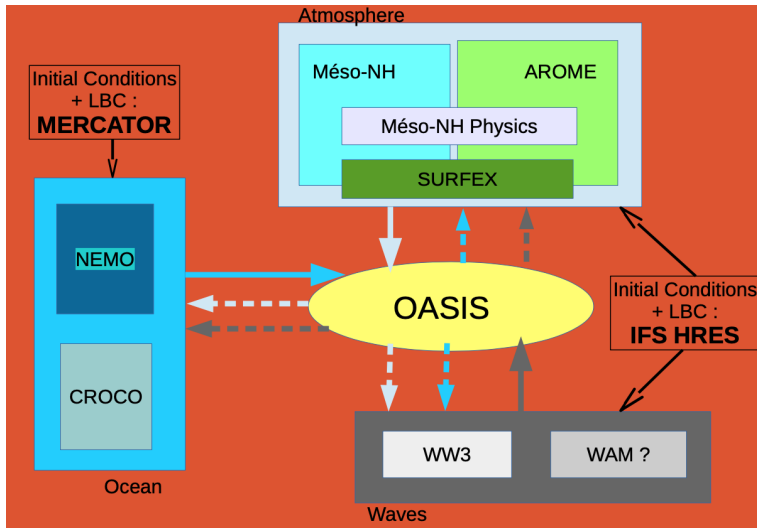 Atmosphere
Méso-NH
AROME
Méso-NH Physics
SURFEX
Initial Conditions
+ LBC :
MERCATOR
NEMO
CROCO
Ocean
OASIS
Initial Conditions
+ LBC :
IFS HRES
WW3
WAM ?
Waves